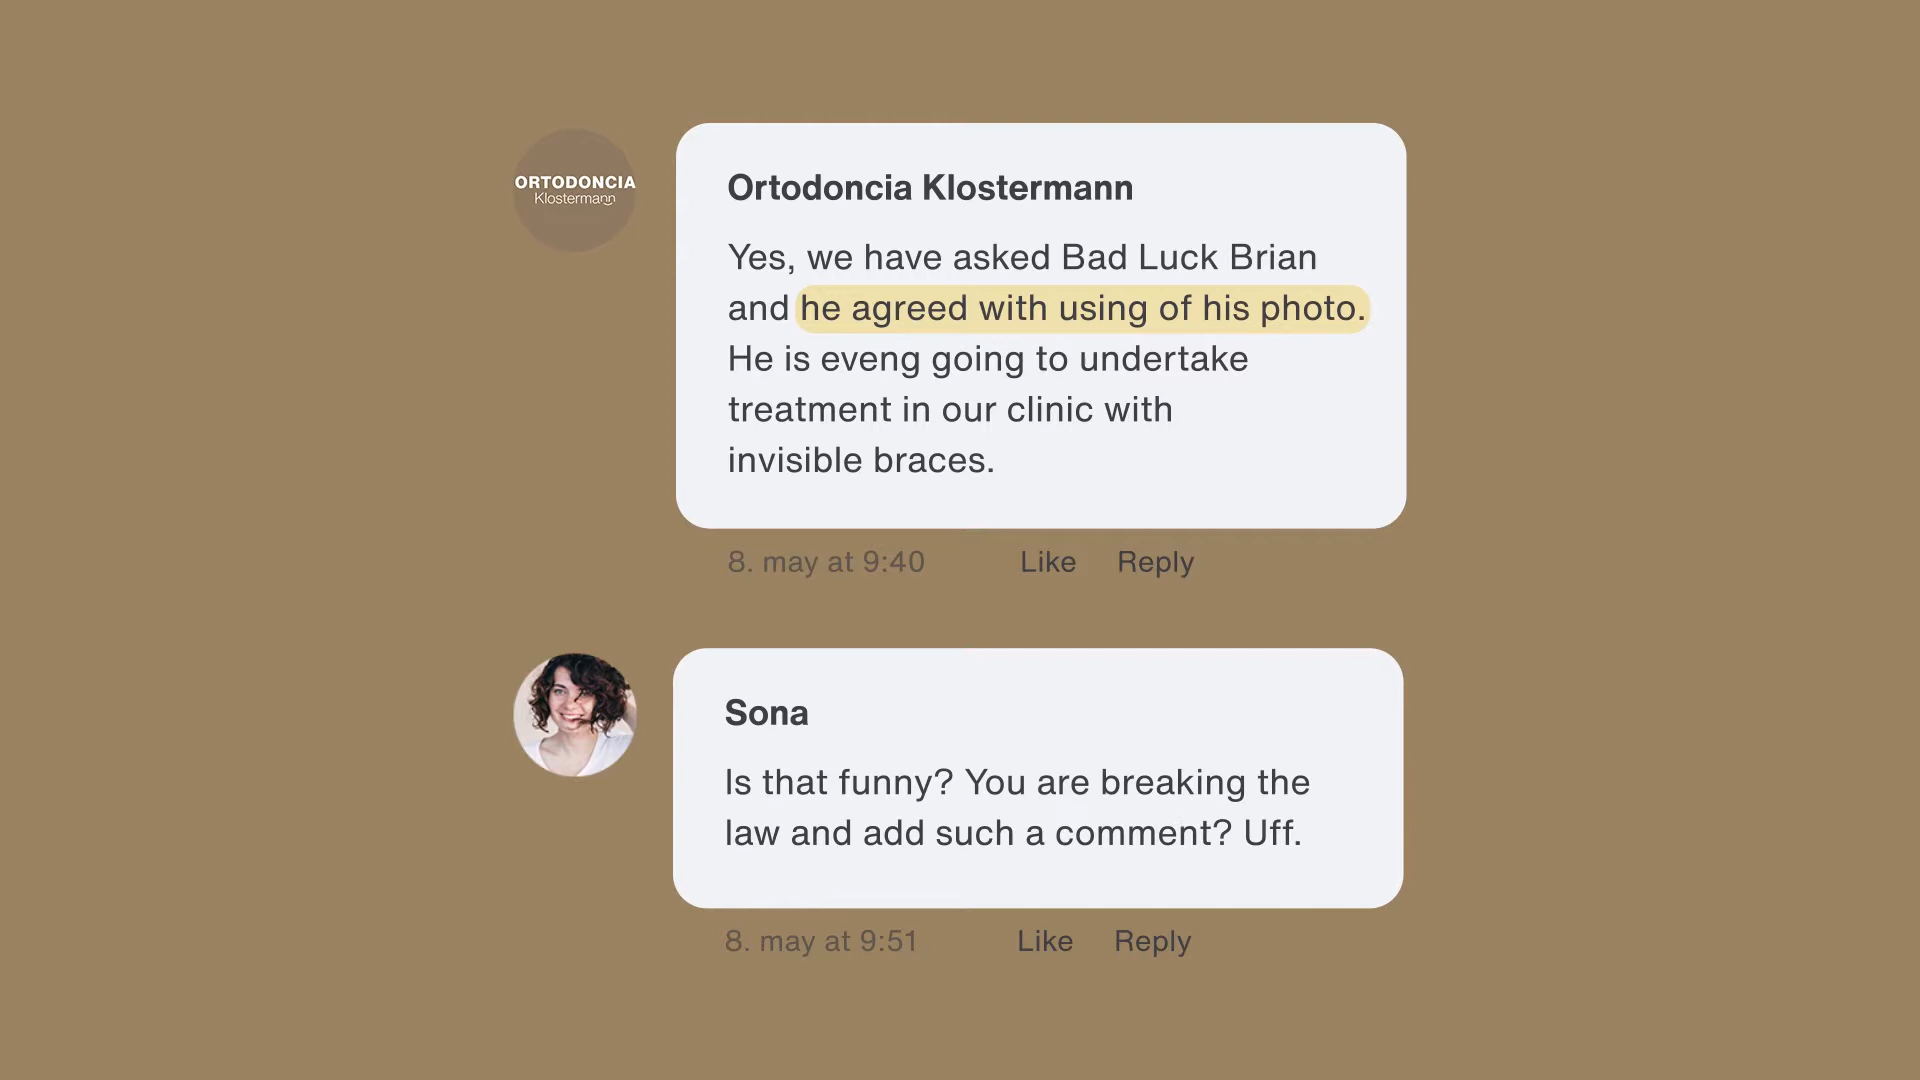 ORTODONCIA
Klostermann
Ortodoncia Klostermann
Yes, we have asked Bad Luck Brian
and he agreed with using of his photo.
He is eveng going to undertake
treatment in our clinic with
invisible braces.
8. may at 9:40 Like Reply
Sona
Is that funny? You are breaking the
law and add such a comment? Uff.
8. may at 9:51 Like Reply